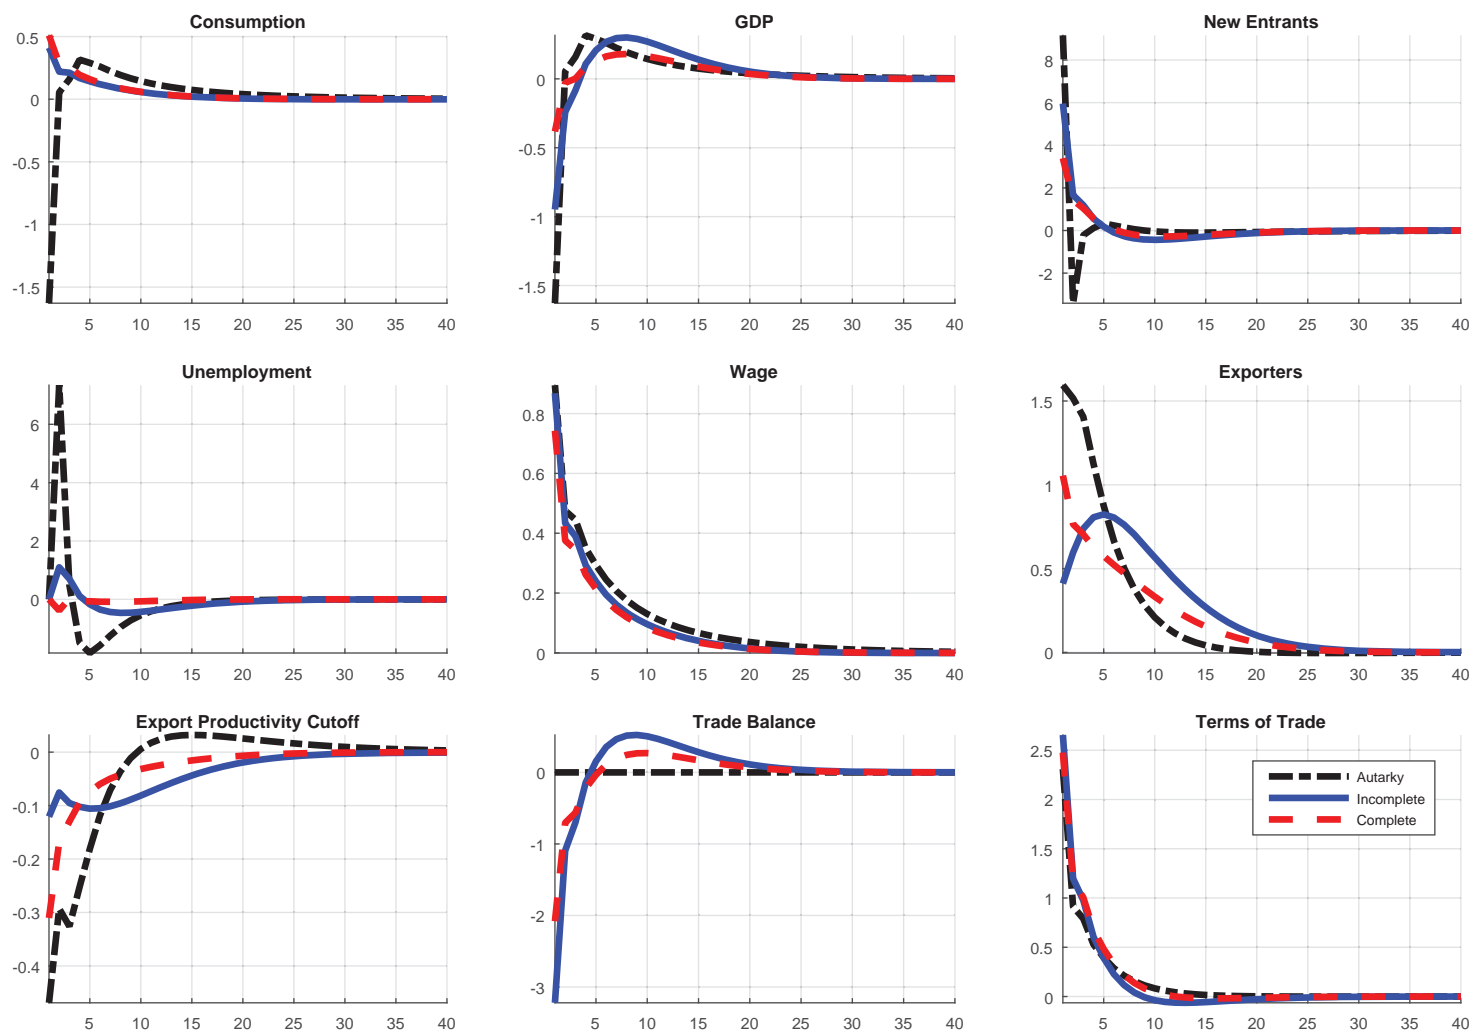 Consumption
0.5
0
-0.5
-1
-1.5
5 10 15 20 25 30 35 40
GDP
0
-0.5
-1
-1.5
5 10 15 20 25 30 35 40
New Entrants
8
6
4
2
0
-2
5 10 15 20 25 30 35 40
Unemployment
6
4
2
0
5 10 15 20 25 30 35 40
Wage
0.8
0.6
0.4
0.2
0
5 10 15 20 25 30 35 40
Exporters
1.5
1
0.5
0
5 10 15 20 25 30 35 40
Export Productivity Cutoff
0
-0.1
-0.2
-0.3
-0.4
5 10 15 20 25 30 35 40
Trade Balance
0
-1
-2
-3
5 10 15 20 25 30 35 40
Terms of Trade
2.5
2
1.5
1
0.5
0
Autarky
Incomplete
Complete
5 10 15 20 25 30 35 40